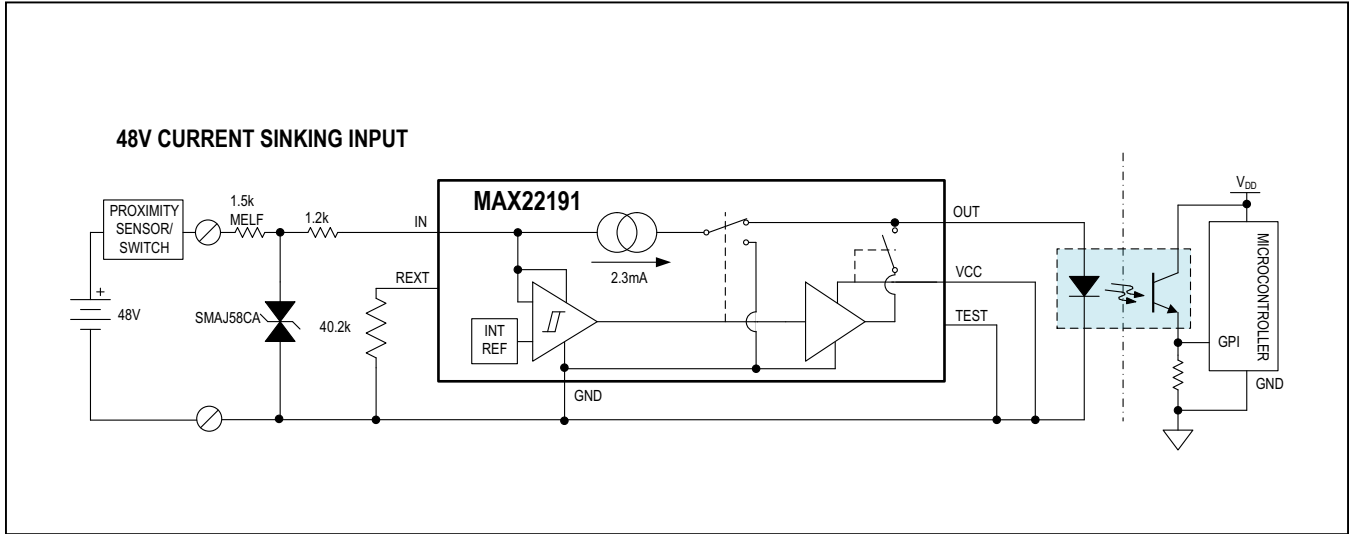 48V CURRENT SINKING INPUT
PROXIMITY
SENSOR/
SWITCH
1.5k
MELF
1.2k
48V
+
SMAJ58CA
40.2k
IN
REXT
MAX22191
2.3mA
INT
REF
GND
OUT
VCC
TEST
VDD
MICROCONTROLLER
GPI
GND